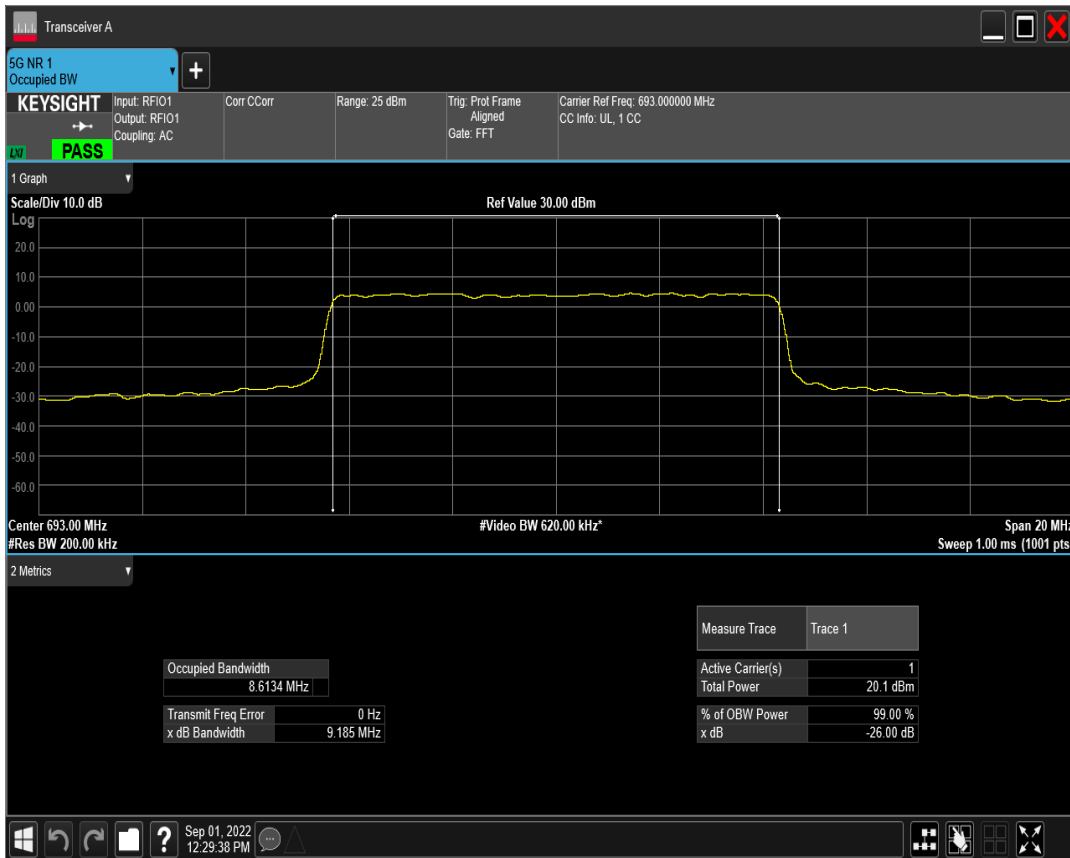 Transceiver A
5G NR 1
Occupied BW
KEYSIGHT
LXI
PASS
Input: RFIO1
Output: RFIO1
Coupling: AC
Corr CCorr
Range: 25 dBm
Trig: Prot Frame
Aligned
Gate: FFT
Carrier Ref Freq: 693.000000 MHz
CC Info: UL, 1 CC
1 Graph
Scale/Div 10.0 dB
Ref Value 30.00 dBm
Log
20.0
10.0
0.00
-10.0
-20.0
-30.0
-40.0
-50.0
-60.0
Center 693.00 MHz
#Video BW 620.00 kHz*
Span 20 MHz
#Res BW 200.00 kHz
Sweep 1.00 ms (1001 pts
2 Metrics
Measure Trace
Trace 1
Occupied Bandwidth
8.6134 MHz
Active Carrier(s)
1
Total Power
20.1 dBm
Transmit Freq Error
0 Hz
% of OBW Power
99.00 %
x dB Bandwidth
9.185 MHz
x dB
-26.00 dB
Sep 01, 2022
12:29:38 PM